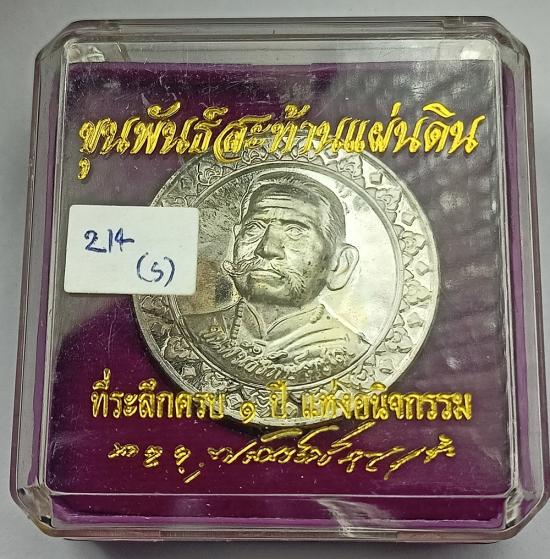 ขุนพันธ์สะท้านแผ่นดิน
214
(S)
ที่ระลึกครบ ๑ ปี แห่งอนิจกรรม